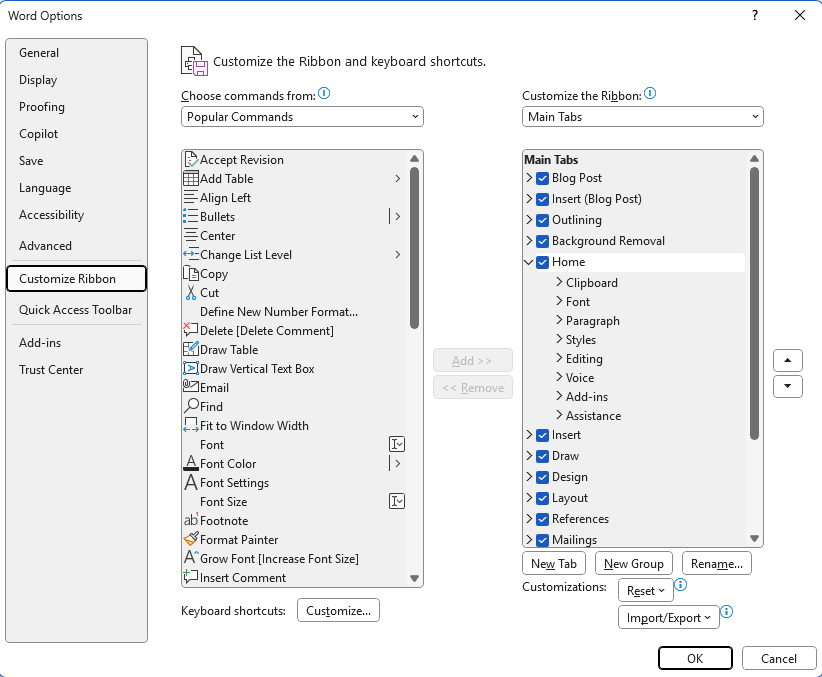 Word Options
General
Display
Proofing
Copilot
Save
Language
Accessibility
Advanced
Customize Ribbon
Quick Access Toolbar
Add-ins
Trust Center
Customize the Ribbon and keyboard shortcuts.
Choose commands from:
Popular Commands
Accept Revision
Add Table
Align Left
Bullets
Center
Change List Level
Copy
Cut
Define New Number Format...
Delete [Delete Comment]
Draw Table
Draw Vertical Text Box
Email
Find
Fit to Window Width
Font
Font Color
Font Settings
Font Size
Footnote
Format Painter
Grow Font [Increase Font Size]
Insert Comment
Keyboard shortcuts: Customize...
Add >>
<< Remove
Customize the Ribbon:
Main Tabs
Main Tabs
Blog Post
Insert (Blog Post)
Outlining
Background Removal
Home
Clipboard
Font
Paragraph
Styles
Editing
Voice
Add-ins
Assistance
Insert
Draw
Design
Layout
References
Mailings
New Tab New Group Rename...
Customizations: Reset
Import/Export
OK Cancel